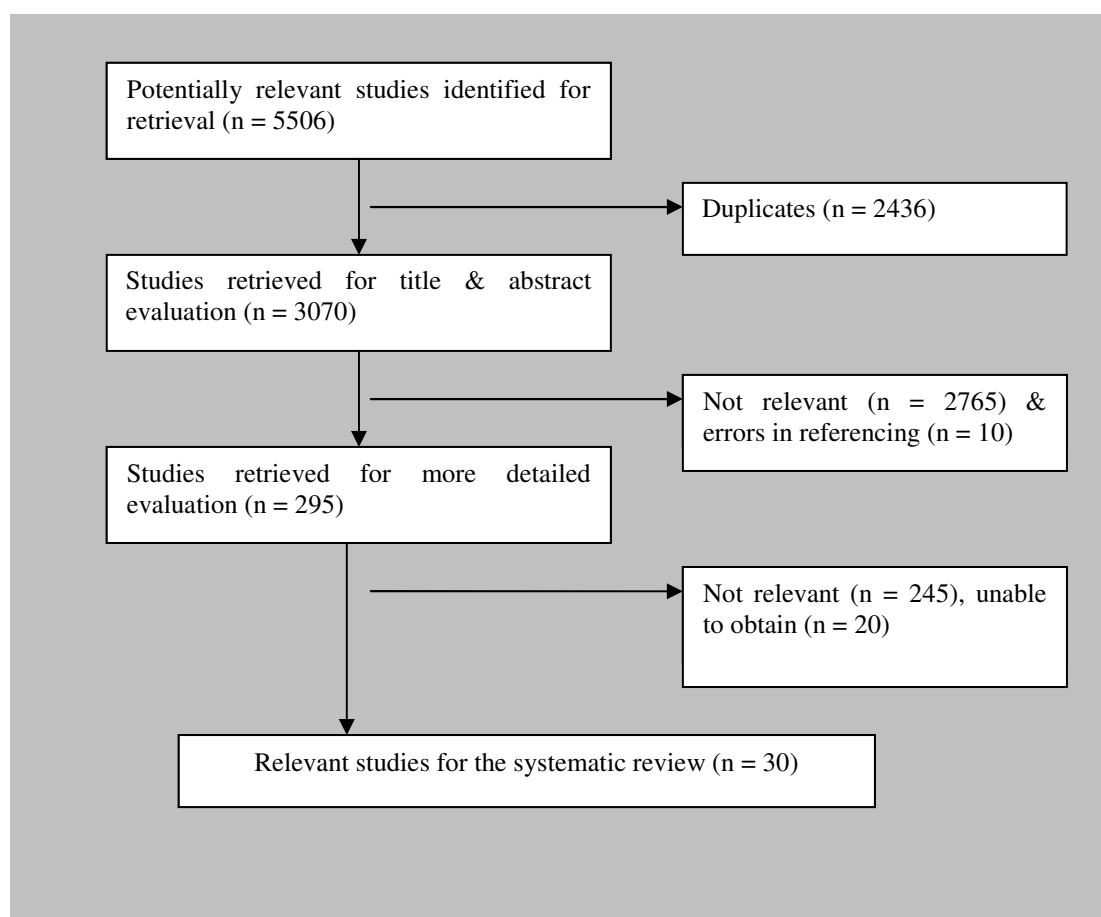 Potentially relevant studies identified for
retrieval (n = 5506)
Duplicates (n = 2436)
Studies retrieved for title & abstract
evaluation (n = 3070)
Not relevant (n = 2765) &
errors in referencing (n = 10)
Studies retrieved for more detailed
evaluation (n = 295)
Not relevant (n = 245), unable
to obtain (n = 20)
Relevant studies for the systematic review (n = 30)